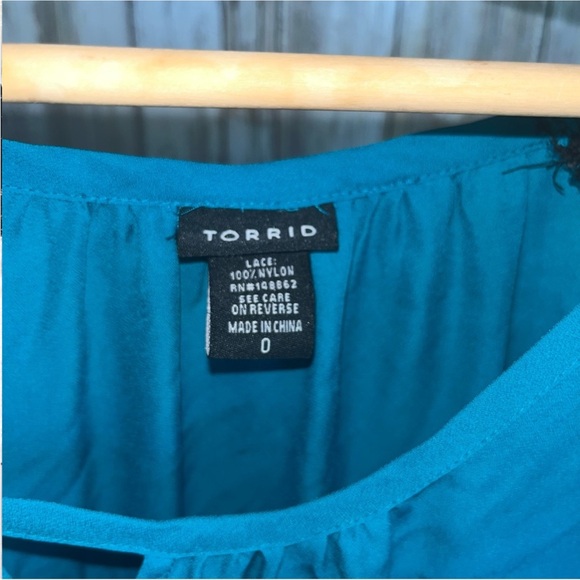 TORRID
LACE:
100% NYLON
RN#148862
SEE CARE
ON REVERSE
MADE IN CHINA
0